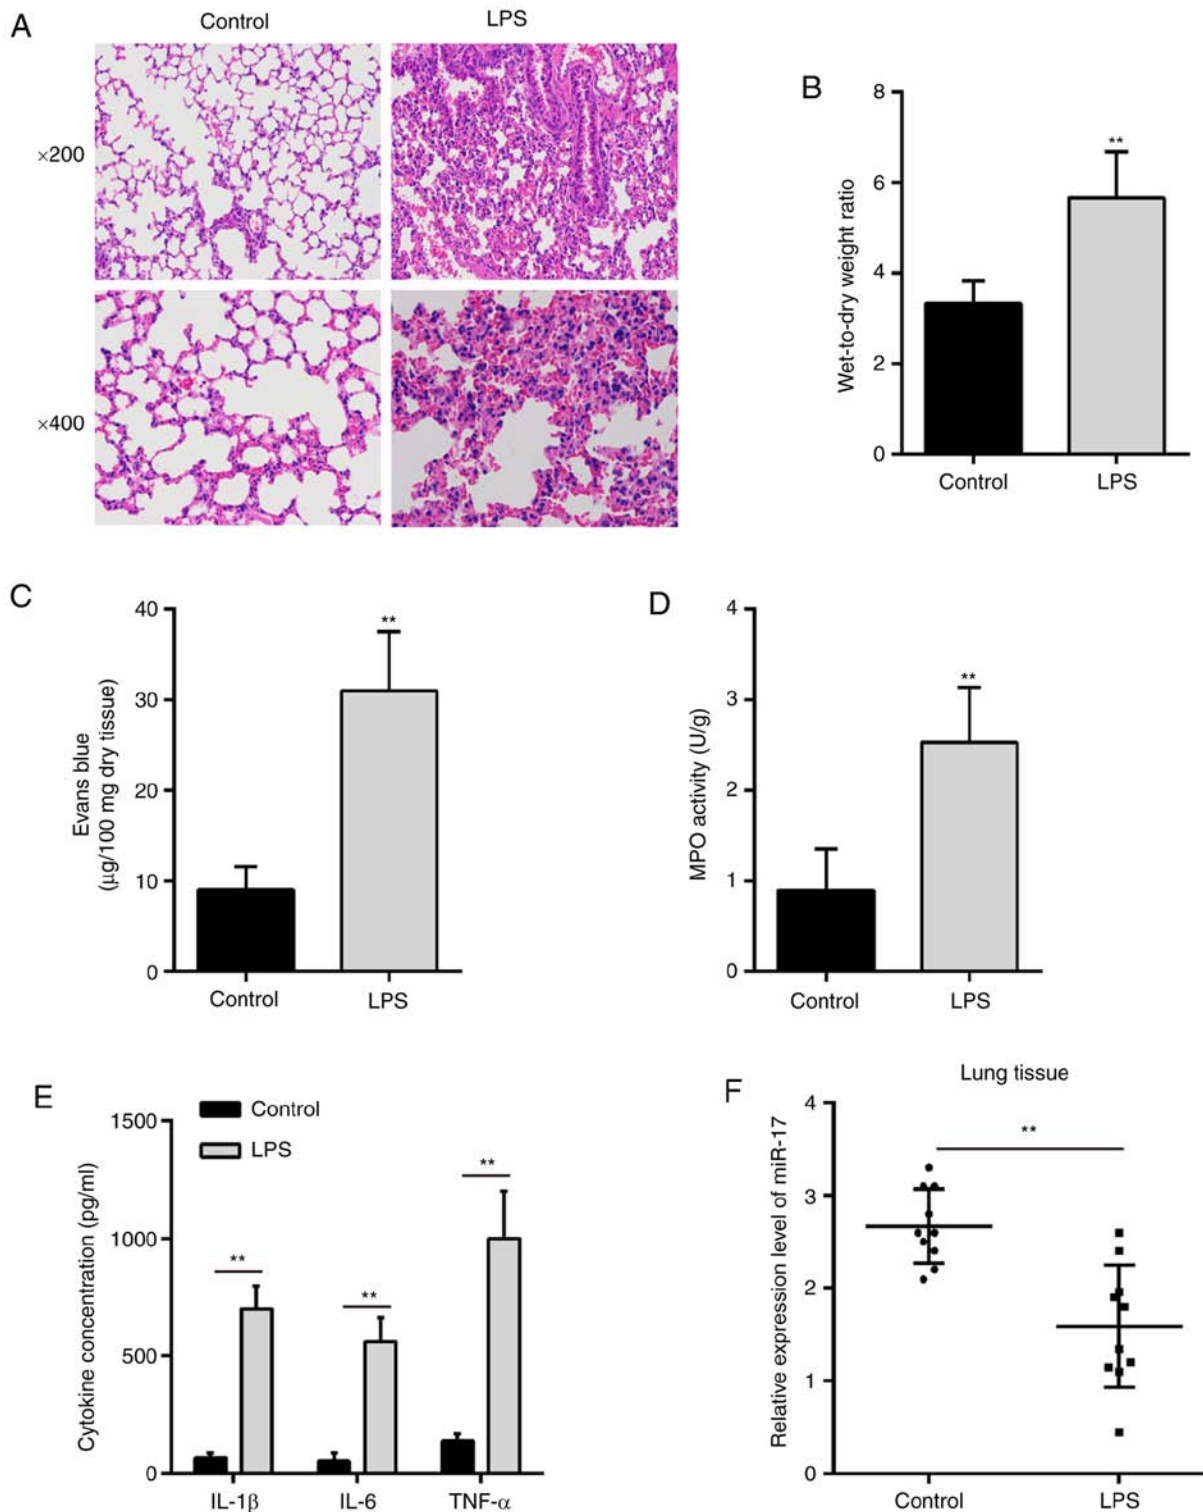 A
Control
LPS
×200
×400
B
8
6
4
2
0
Wet-to-dry weight ratio
**
Control
LPS
C
40
30
20
10
0
Evans blue
(μg/100 mg dry tissue)
**
Control
LPS
D
4
3
2
1
0
MPO activity (U/g)
**
Control
LPS
E
Control
LPS
1500
1000
500
0
Cytokine concentration (pg/ml)
**
**
**
IL-1β
IL-6
TNF-α
F
Lung tissue
4
3
2
1
0
Relative expression level of miR-17
**
Control
LPS